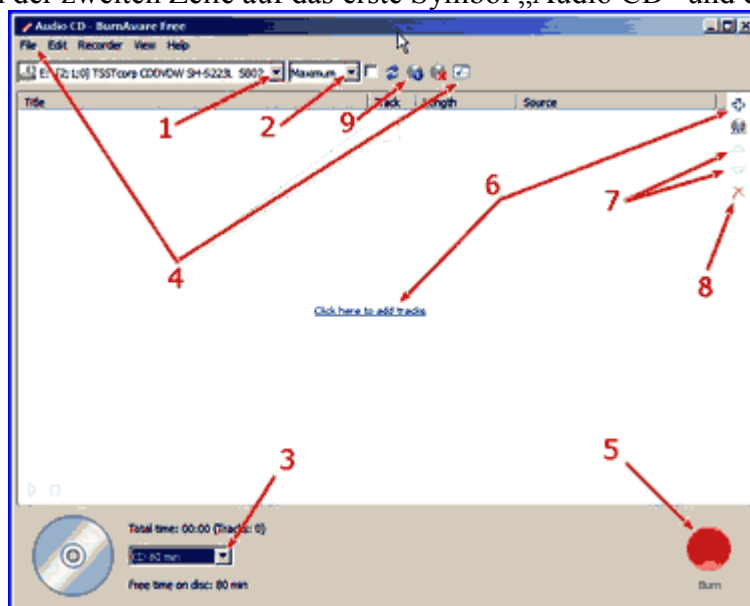 der zweiten Zeile auf das erste Symbol „Audio CD" und
Audio CD - BurnAware Free
File Edit Recorder View Help
E: [2;1;0] TSSTcorp CDDVDW SH-S223L Maximum
Title Track Length Source
1
2
9
6
7
4
8
Click here to add tracks
3
5
Total time: 00:00 (Tracks: 0)
CD 80 min
Free time on disc: 80 min
Burn